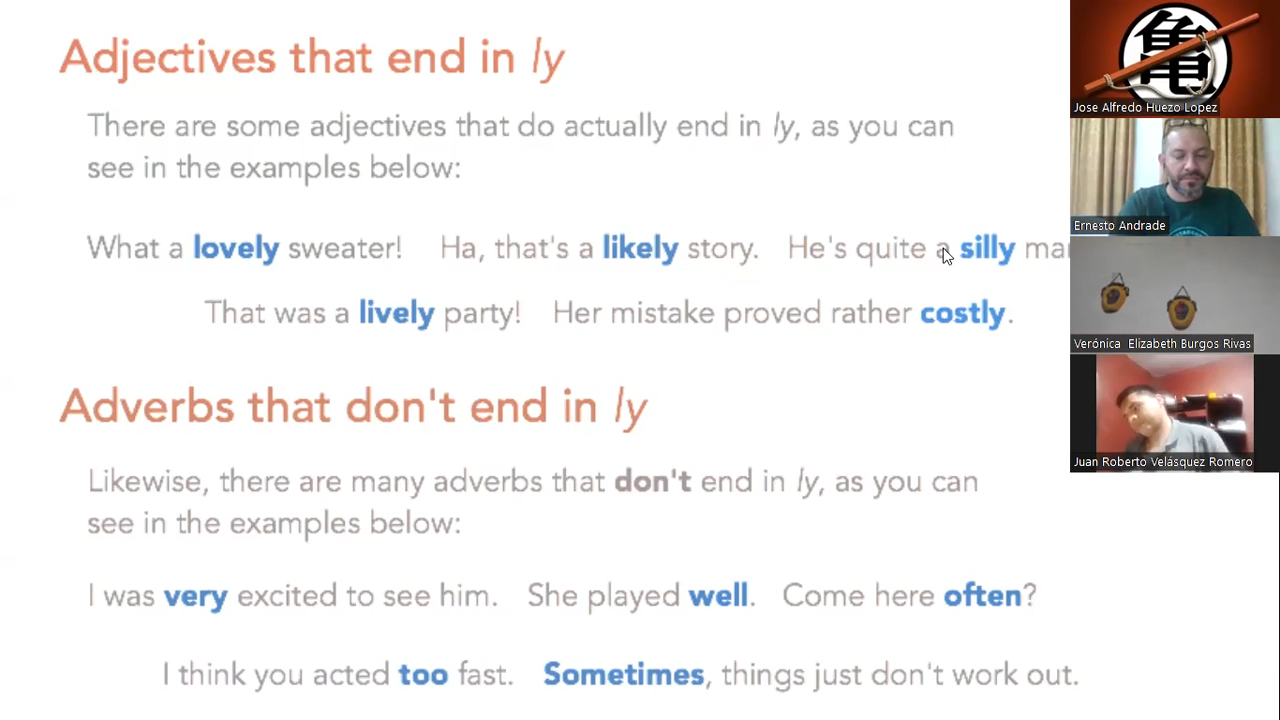 Adjectives that end in ly
There are some adjectives that do actually end in ly, as you can
see in the examples below:
What a lovely sweater! Ha, that's a likely story. He's quite a silly
That was a lively party! Her mistake proved rather costly.
Adverbs that don't end in ly
Likewise, there are many adverbs that don't end in ly, as you can
see in the examples below:
I was very excited to see him. She played well. Come here often?
I think you acted too fast. Sometimes, things just don't work out.
亀
Jose Alfredo Huezo Lopez
Ernesto Andrade
Verónica Elizabeth Burgos Rivas
Juan Roberto Velásquez Romero